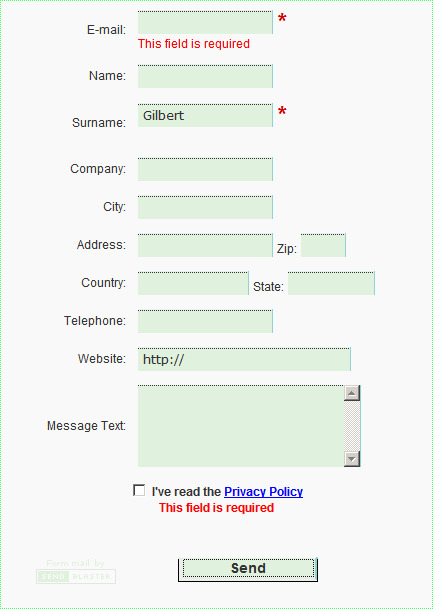 E-mail: *
This field is required
Name:
Surname: Gilbert *
Company:
City:
Address: Zip:
Country: State:
Telephone:
Website: http://
Message Text:
I've read the Privacy Policy
This field is required
Form mail by
SEND BLASTER
Send